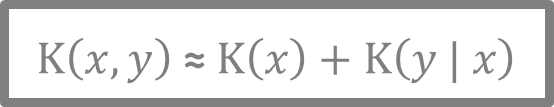 K(x, y) ≈ K(x) + K(y | x)